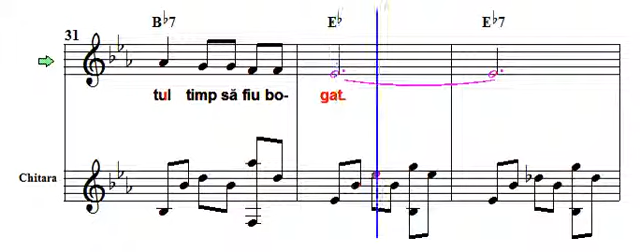 B♭7 E♭ E♭7
31
tul timp să fiu bo- gat.
Chitara